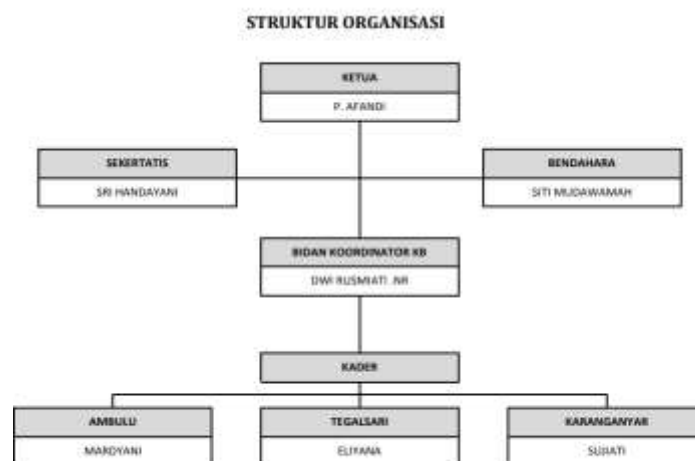 STRUKTUR ORGANISASI
KETUA
P. AFANDI
SEKERTATIS
SRI HANDAYANI
BENDAHARA
SITI MUDAWAMAH
BIDAN KOORDINATOR KB
DWI RUSMIATI .NR
KADER
AMBULU
MARDYANI
TEGALSARI
ELIYANA
KARANGANYAR
SUJIATI